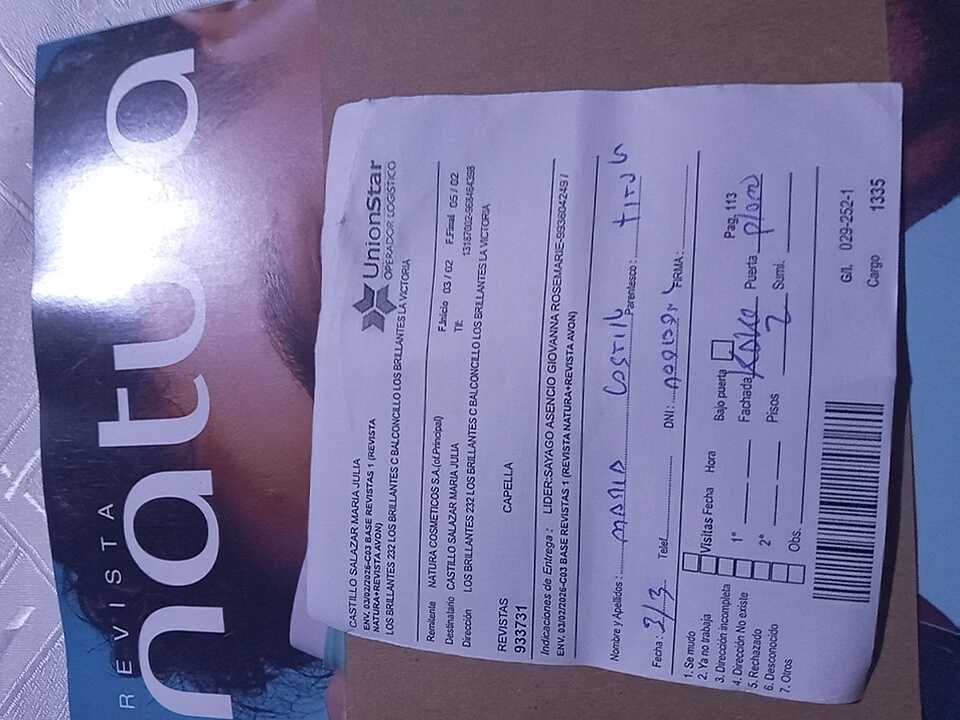 REVISTA
natura
UnionStar
OPERADOR LOGISTICO
CASTILLO SALAZAR MARIA JULIA
ENV. 03/02/2026-C03 BASE REVISTAS 1 (REVISTA
NATURA+REVISTA AVON)
LOS BRILLANTES 232 LOS BRILLANTES C BALCONCILLO LOS BRILLANTES LA VICTORIA
Remitente NATURA COSMETICOS S.A.(of.Principal) F.Inicio 03 / 02 F.Final 05 / 02
Destinatario CASTILLO SALAZAR MARIA JULIA Tlf:
Dirección LOS BRILLANTES 232 LOS BRILLANTES C BALCONCILLO LOS BRILLANTES LA VICTORIA
REVISTAS CAPELLA
93731
Indicaciones de Entrega : LIDER:SAYAGO ASENCIO GIOVANNA ROSEMARIE-993604249 /
ENV. 03/02/2026-C03 BASE REVISTAS 1 (REVISTA NATURA+REVISTA AVON)
Nombre y Apellidos : Maria Castillo Parentesco :
Fecha : Telef. DNI : FIRMA :
1. Se mudo
2. Ya no trabaja
3. Dirección incompleta
4. Dirección No existe
5. Rechazado
6. Desconocido
7. Otros
Visitas Fecha Hora Bajo puerta Pag, 113
1° Fachada Puerta
2° Pisos 2 Sumi.
Obs.
G/l. 029-252-1
Cargo 1335